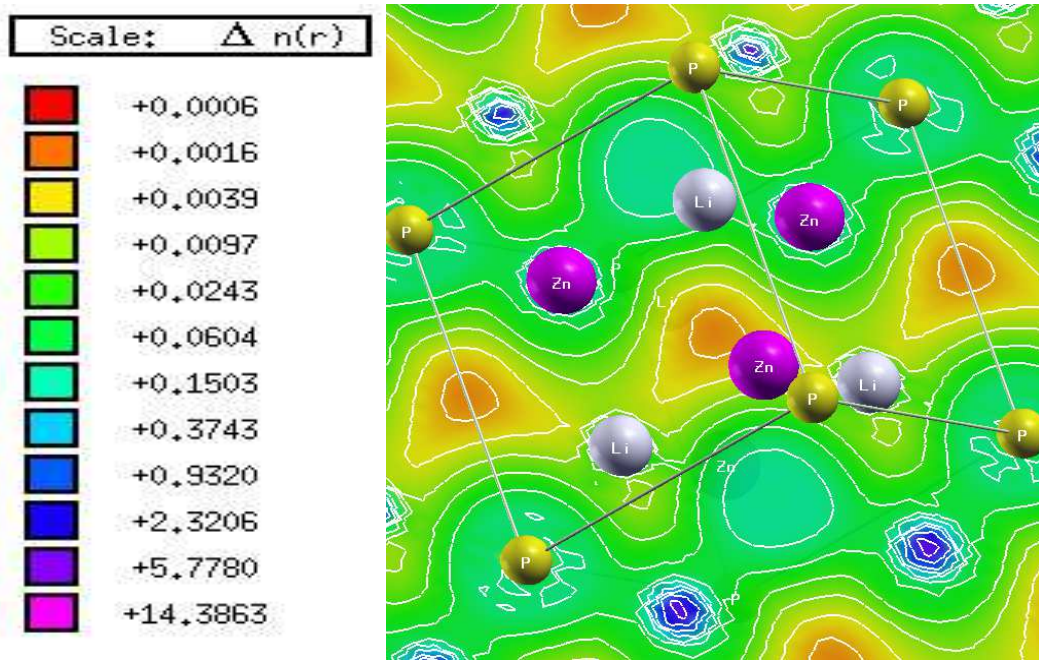 Scale: Δ n(r)
+0.0006
+0.0016
+0.0039
+0.0097
+0.0243
+0.0604
+0.1503
+0.3743
+0.9320
+2.3206
+5.7780
+14.3863
P
P
Li
Zn
P
P
Zn
Li
Zn
Li
P
P
Li
Zn
P
P